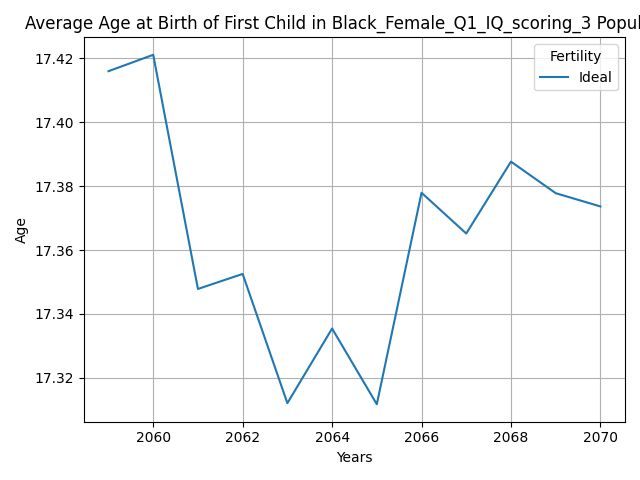 Average Age at Birth of First Child in Black_Female_Q1_IQ_scoring_3 Popul
Fertility
Ideal
17.42
17.40
17.38
17.36
17.34
17.32
Age
2060 2062 2064 2066 2068 2070
Years